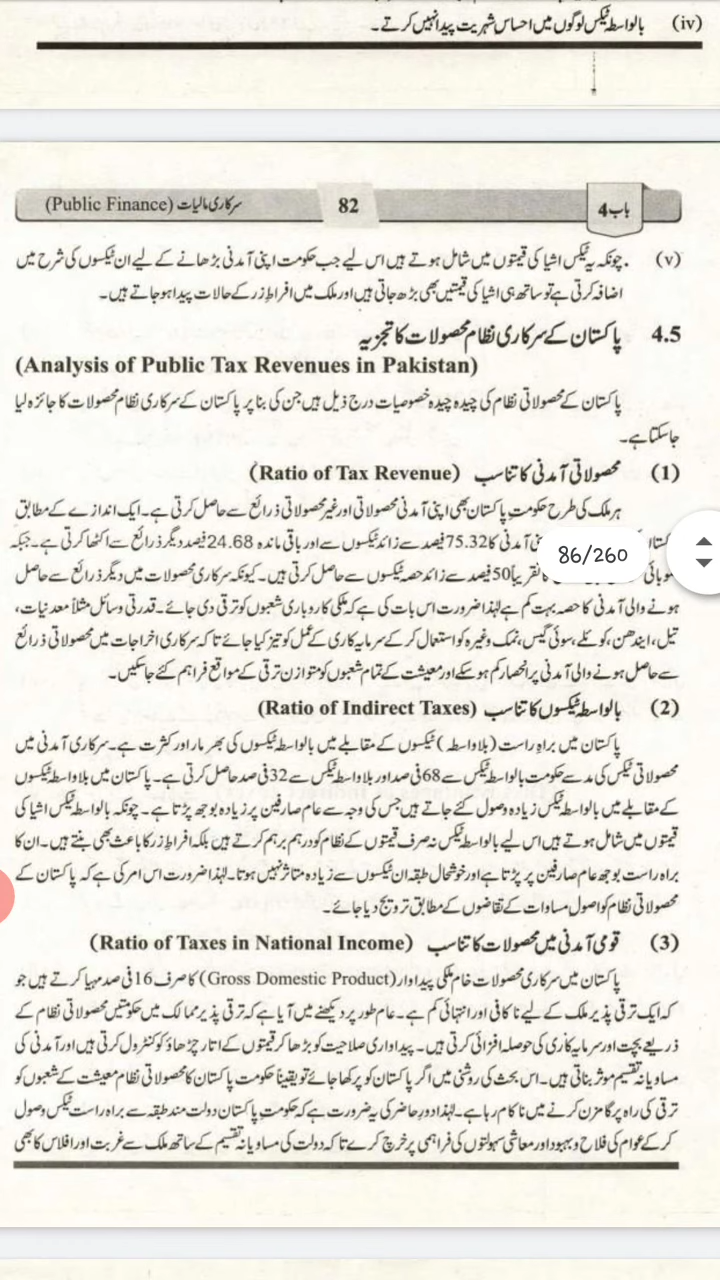 (iv) بالواسطہ ٹیکس لوگوں میں احساس شہریت پیدا نہیں کرتے۔
باب 4 82 سرکاری مالیات (Public Finance)
(v) چونکہ یہ ٹیکس اشیا کی قیمتوں میں شامل ہوتے ہیں اس لیے جب حکومت اپنی آمدنی بڑھانے کے لیے ان ٹیکسوں کی شرح میں
اضافہ کرتی ہے تو ساتھ ہی اشیا کی قیمتیں بھی بڑھ جاتی ہیں اور ملک میں افراط زر کے حالات پیدا ہو جاتے ہیں۔
4.5 پاکستان کے سرکاری نظام محصولات کا تجزیہ
(Analysis of Public Tax Revenues in Pakistan)
پاکستان کے محصولاتی نظام کی چیدہ چیدہ خصوصیات درج ذیل ہیں جن کی بنا پر پاکستان کے سرکاری نظام محصولات کا جائزہ لیا
جا سکتا ہے۔
(1) محصولاتی آمدنی کا تناسب (Ratio of Tax Revenue)
ہر ملک کی طرح حکومتِ پاکستان بھی اپنی آمدنی محصولاتی اور غیر محصولاتی ذرائع سے حاصل کرتی ہے۔ ایک اندازے کے مطابق
آمدنی کا 75.32 فیصد سے زائد ٹیکسوں سے اور باقی ماندہ 24.68 فیصد دیگر ذرائع سے اکٹھا کرتی ہے۔ جبکہ
کا تقریباً 50 فیصد سے زائد حصہ ٹیکسوں سے حاصل کرتی ہیں۔ کیونکہ سرکاری محصولات میں دیگر ذرائع سے حاصل
86/260
ہونے والی آمدنی کا حصہ بہت کم ہے لہٰذا ضرورت اس بات کی ہے کہ ملکی کاروباری شعبوں کو ترقی دی جائے۔ قدرتی وسائل مثلاً معدنیات،
تیل، ایندھن، کوئلے، سوئی گیس، نمک وغیرہ کو استعمال کر کے سرمایہ کاری کے عمل کو تیز کیا جائے تاکہ سرکاری اخراجات میں محصولاتی ذرائع
سے حاصل ہونے والی آمدنی پر انحصار کم ہو سکے اور معیشت کے تمام شعبوں کو متوازن ترقی کے مواقع فراہم کئے جا سکیں۔
(2) بالواسطہ ٹیکسوں کا تناسب (Ratio of Indirect Taxes)
پاکستان میں براہِ راست (بلاواسطہ) ٹیکسوں کے مقابلے میں بالواسطہ ٹیکسوں کی بھر مار اور کثرت ہے۔ سرکاری آمدنی میں
محصولاتی ٹیکس کی مد سے حکومت بالواسطہ ٹیکس سے 68 فی صد اور بلاواسطہ ٹیکس سے 32 فی صد حاصل کرتی ہے۔ پاکستان میں بلاواسطہ ٹیکسوں
کے مقابلے میں بالواسطہ ٹیکس زیادہ وصول کئے جاتے ہیں جس کی وجہ سے عام صارفین پر زیادہ بوجھ پڑتا ہے۔ چونکہ بالواسطہ ٹیکس اشیا کی
قیمتوں میں شامل ہوتے ہیں اس لیے بالواسطہ ٹیکس نہ صرف قیمتوں کے نظام کو درہم برہم کرتے ہیں بلکہ افراطِ زر کا باعث بھی بنتے ہیں۔ ان کا
براہ راست بوجھ عام صارفین پر پڑتا ہے اور خوشحال طبقہ ان ٹیکسوں سے زیادہ متاثر نہیں ہوتا۔ لہٰذا ضرورت اس امر کی ہے کہ پاکستان کے
محصولاتی نظام کو اصول مساوات کے تقاضوں کے مطابق ترویج دیا جائے۔
(3) قومی آمدنی میں محصولات کا تناسب (Ratio of Taxes in National Income)
پاکستان میں سرکاری محصولات خام ملکی پیداوار (Gross Domestic Product) کا صرف 16 فی صد مہیا کرتے ہیں جو
کہ ایک ترقی پذیر ملک کے لیے ناکافی اور انتہائی کم ہے۔ عام طور پر دیکھنے میں آیا ہے کہ ترقی پذیر ممالک میں حکومتیں محصولاتی نظام کے
ذریعے بچت اور سرمایہ کاری کی حوصلہ افزائی کرتی ہیں۔ پیداواری صلاحیت کو بڑھا کر قیمتوں کے اتار چڑھاؤ کو کنٹرول کرتی ہیں اور آمدنی کی
مساویانہ تقسیم موثر بناتی ہیں۔ اس بحث کی روشنی میں اگر پاکستان کو پرکھا جائے تو یقیناً حکومت پاکستان کا محصولاتی نظام معیشت کے شعبوں کو
ترقی کی راہ پر گامزن کرنے میں ناکام رہا ہے۔ لہٰذا دورِ حاضر کی یہ ضرورت ہے کہ حکومتِ پاکستان دولت مند طبقہ سے براہ راست ٹیکس وصول
کر کے عوام کی فلاح و بہبود اور معاشی سہولتوں کی فراہمی پر خرچ کرے تاکہ دولت کی مساویانہ تقسیم کے ساتھ ملک سے غربت اور افلاس کا بھی